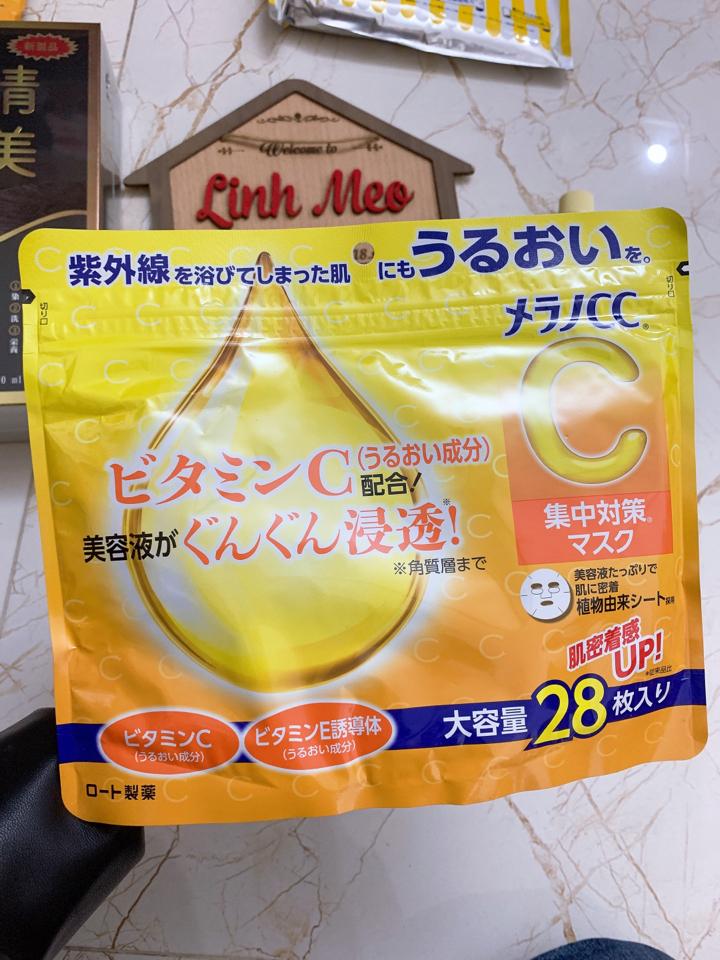 新製品
清
美
Welcome to
Linh Meo
紫外線を浴びてしまった肌にもうるおいを。
切り口
切り口
メラノCC®
C
ビタミンC(うるおい成分)配合!
美容液がぐんぐん浸透!※
※角質層まで
集中対策®
マスク
美容液たっぷりで
肌に密着
植物由来シート採用
肌密着感
UP!
※従来品比
大容量28枚入り
ビタミンC
(うるおい成分)
ビタミンE誘導体
(うるおい成分)
ロート製薬